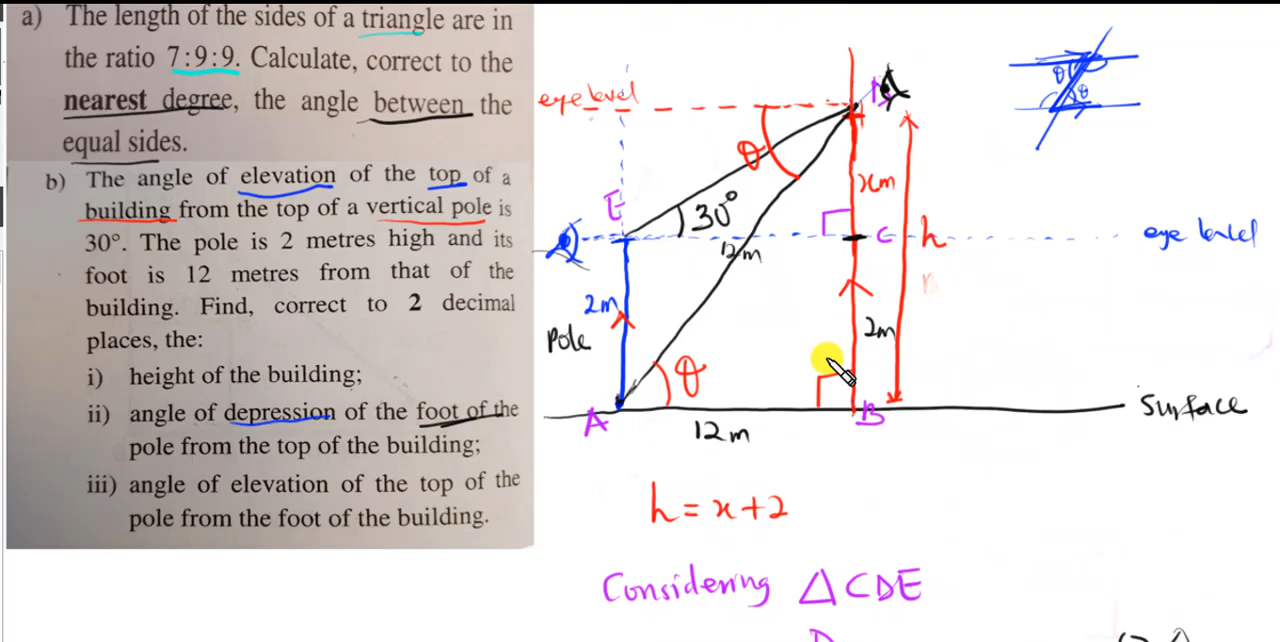 a) The length of the sides of a triangle are in
the ratio 7:9:9. Calculate, correct to the
nearest degree, the angle between the
equal sides.
b) The angle of elevation of the top of a
building from the top of a vertical pole is
30°. The pole is 2 metres high and its
foot is 12 metres from that of the
building. Find, correct to 2 decimal
places, the:
i) height of the building;
ii) angle of depression of the foot of the
pole from the top of the building;
iii) angle of elevation of the top of the
pole from the foot of the building.
eye level
D
θ
θ
θ
xm
E
30°
12m
C
h
eye level
2m
Pole
2m
θ
A
B
Surface
12m
h = x+2
Considering △CDE
D